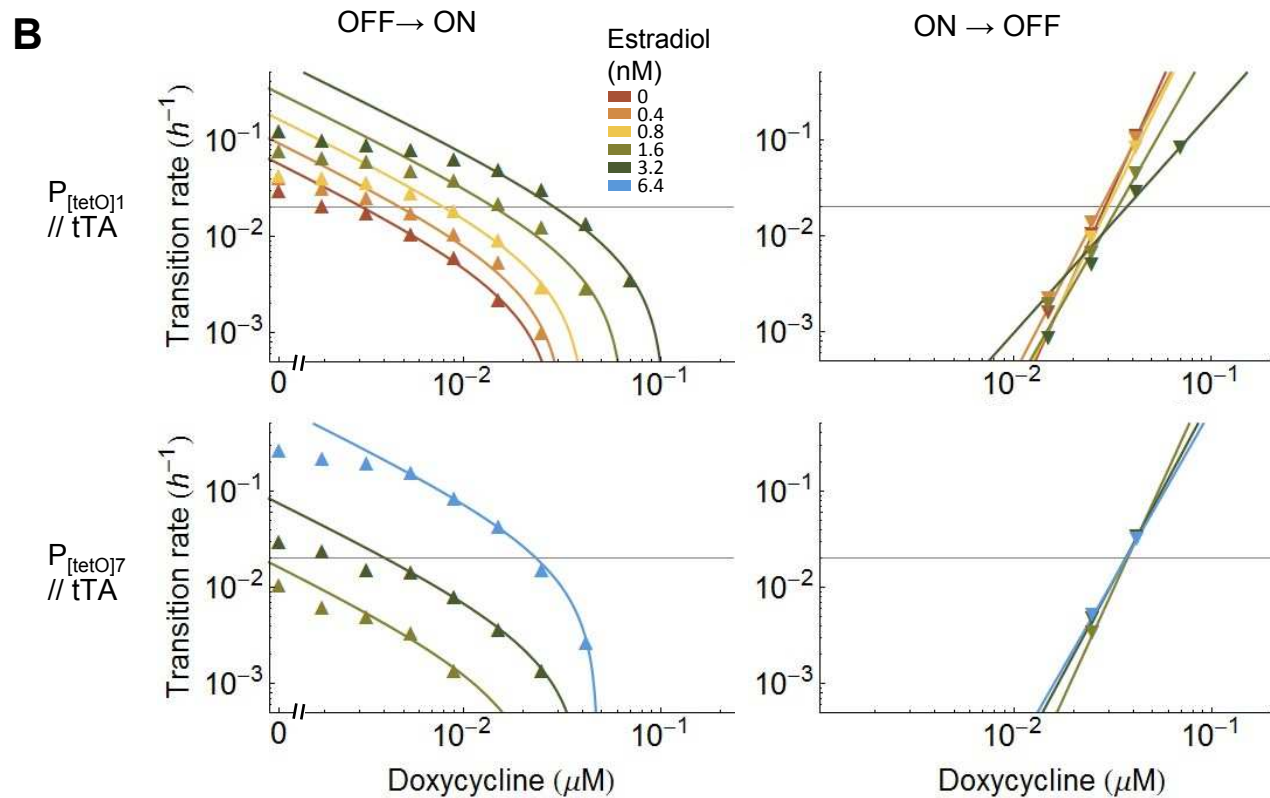 B
OFF→ ON
ON → OFF
Estradiol
(nM)
0
0.4
0.8
1.6
3.2
6.4
P[tetO]1
// tTA
Transition rate (h⁻¹)
10⁻¹
10⁻²
10⁻³
0
10⁻²
10⁻¹
10⁻¹
10⁻²
10⁻³
10⁻²
10⁻¹
P[tetO]7
// tTA
Transition rate (h⁻¹)
10⁻¹
10⁻²
10⁻³
0
10⁻²
10⁻¹
Doxycycline (μM)
10⁻¹
10⁻²
10⁻³
10⁻²
10⁻¹
Doxycycline (μM)